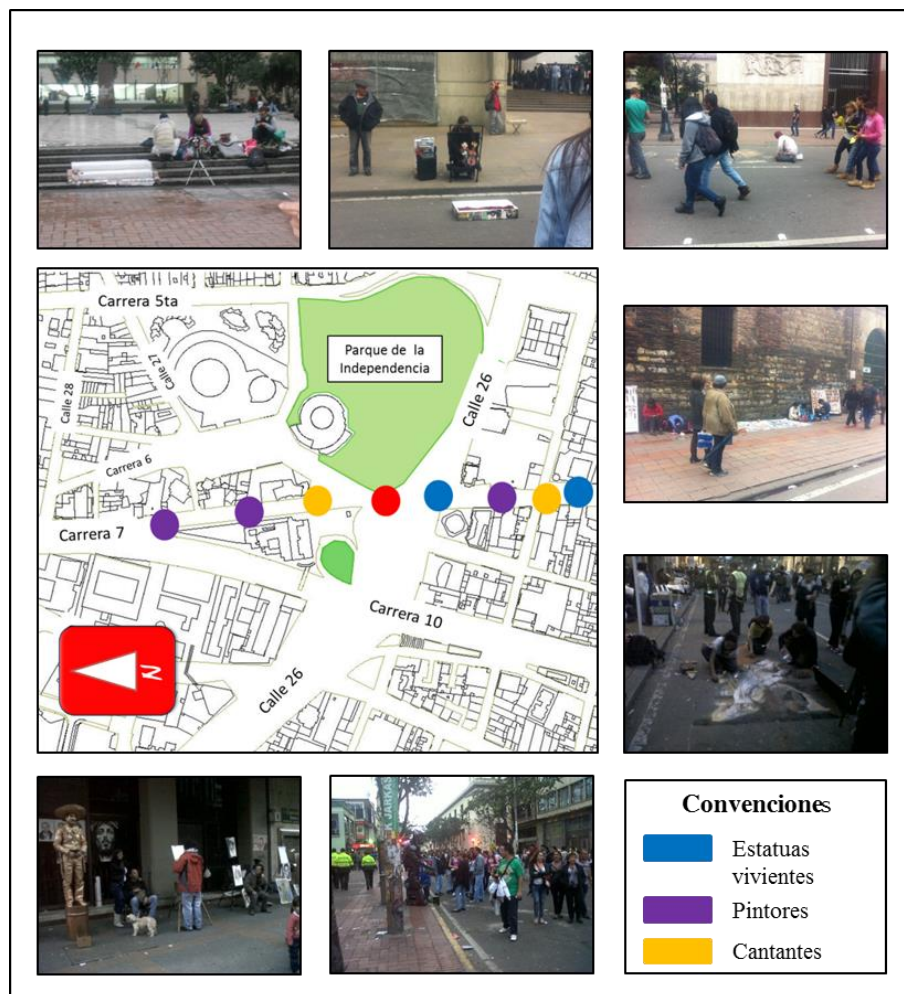 Carrera 5ta
Parque de la
Independencia
Calle 27
Calle 28
Calle 26
Carrera 6
Carrera 7
Carrera 10
Calle 26
N
Convenciones
Estatuas
vivientes
Pintores
Cantantes